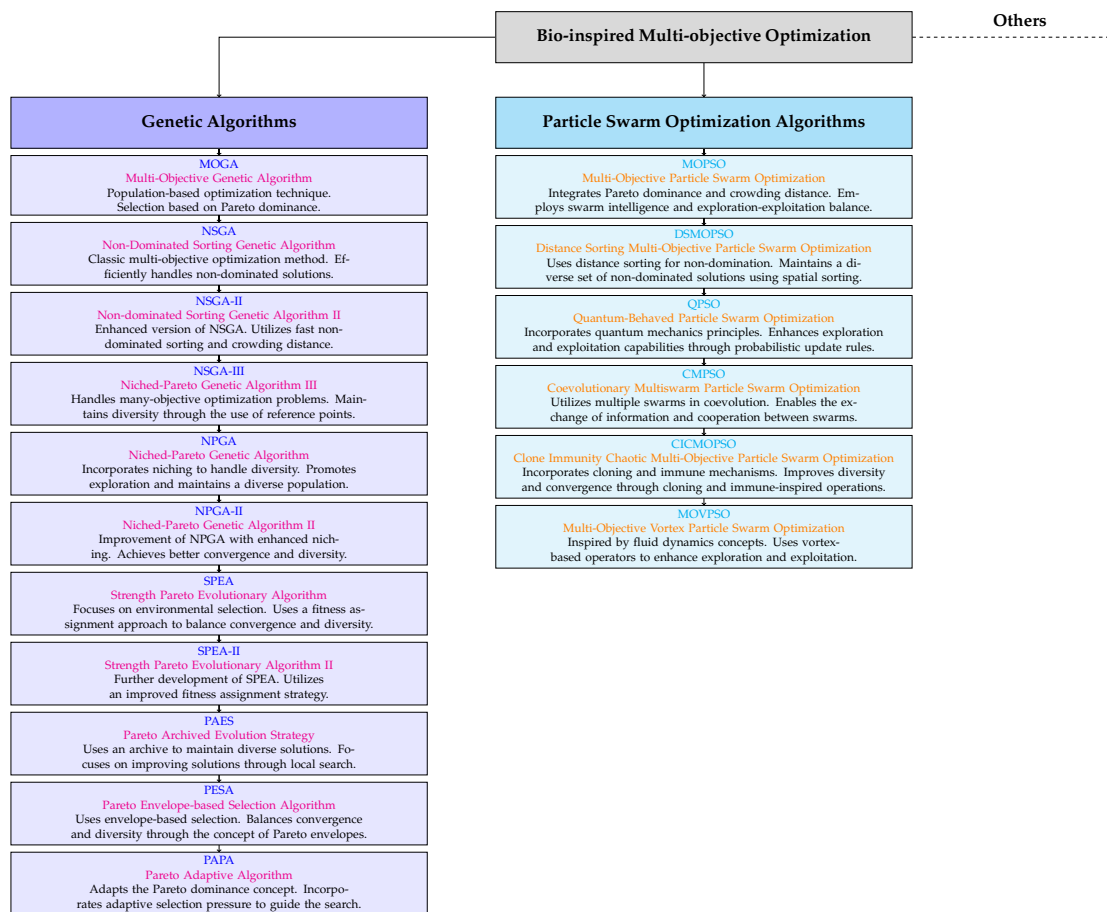 Others
Bio-inspired Multi-objective Optimization
Genetic Algorithms
MOGA
Multi-Objective Genetic Algorithm
Population-based optimization technique.
Selection based on Pareto dominance.
NSGA
Non-Dominated Sorting Genetic Algorithm
Classic multi-objective optimization method. Ef-
ficiently handles non-dominated solutions.
NSGA-II
Non-dominated Sorting Genetic Algorithm II
Enhanced version of NSGA. Utilizes fast non-
dominated sorting and crowding distance.
NSGA-III
Niched-Pareto Genetic Algorithm III
Handles many-objective optimization problems. Main-
tains diversity through the use of reference points.
NPGA
Niched-Pareto Genetic Algorithm
Incorporates niching to handle diversity. Promotes
exploration and maintains a diverse population.
NPGA-II
Niched-Pareto Genetic Algorithm II
Improvement of NPGA with enhanced nich-
ing. Achieves better convergence and diversity.
SPEA
Strength Pareto Evolutionary Algorithm
Focuses on environmental selection. Uses a fitness as-
signment approach to balance convergence and diversity.
SPEA-II
Strength Pareto Evolutionary Algorithm II
Further development of SPEA. Utilizes
an improved fitness assignment strategy.
PAES
Pareto Archived Evolution Strategy
Uses an archive to maintain diverse solutions. Fo-
cuses on improving solutions through local search.
PESA
Pareto Envelope-based Selection Algorithm
Uses envelope-based selection. Balances convergence
and diversity through the concept of Pareto envelopes.
PAPA
Pareto Adaptive Algorithm
Adapts the Pareto dominance concept. Incorpo-
rates adaptive selection pressure to guide the search.
Particle Swarm Optimization Algorithms
MOPSO
Multi-Objective Particle Swarm Optimization
Integrates Pareto dominance and crowding distance. Em-
ploys swarm intelligence and exploration-exploitation balance.
DSMOPSO
Distance Sorting Multi-Objective Particle Swarm Optimization
Uses distance sorting for non-domination. Maintains a di-
verse set of non-dominated solutions using spatial sorting.
QPSO
Quantum-Behaved Particle Swarm Optimization
Incorporates quantum mechanics principles. Enhances exploration
and exploitation capabilities through probabilistic update rules.
CMPSO
Coevolutionary Multiswarm Particle Swarm Optimization
Utilizes multiple swarms in coevolution. Enables the ex-
change of information and cooperation between swarms.
CICMOPSO
Clone Immunity Chaotic Multi-Objective Particle Swarm Optimization
Incorporates cloning and immune mechanisms. Improves diversity
and convergence through cloning and immune-inspired operations.
MOVPSO
Multi-Objective Vortex Particle Swarm Optimization
Inspired by fluid dynamics concepts. Uses vortex-
based operators to enhance exploration and exploitation.